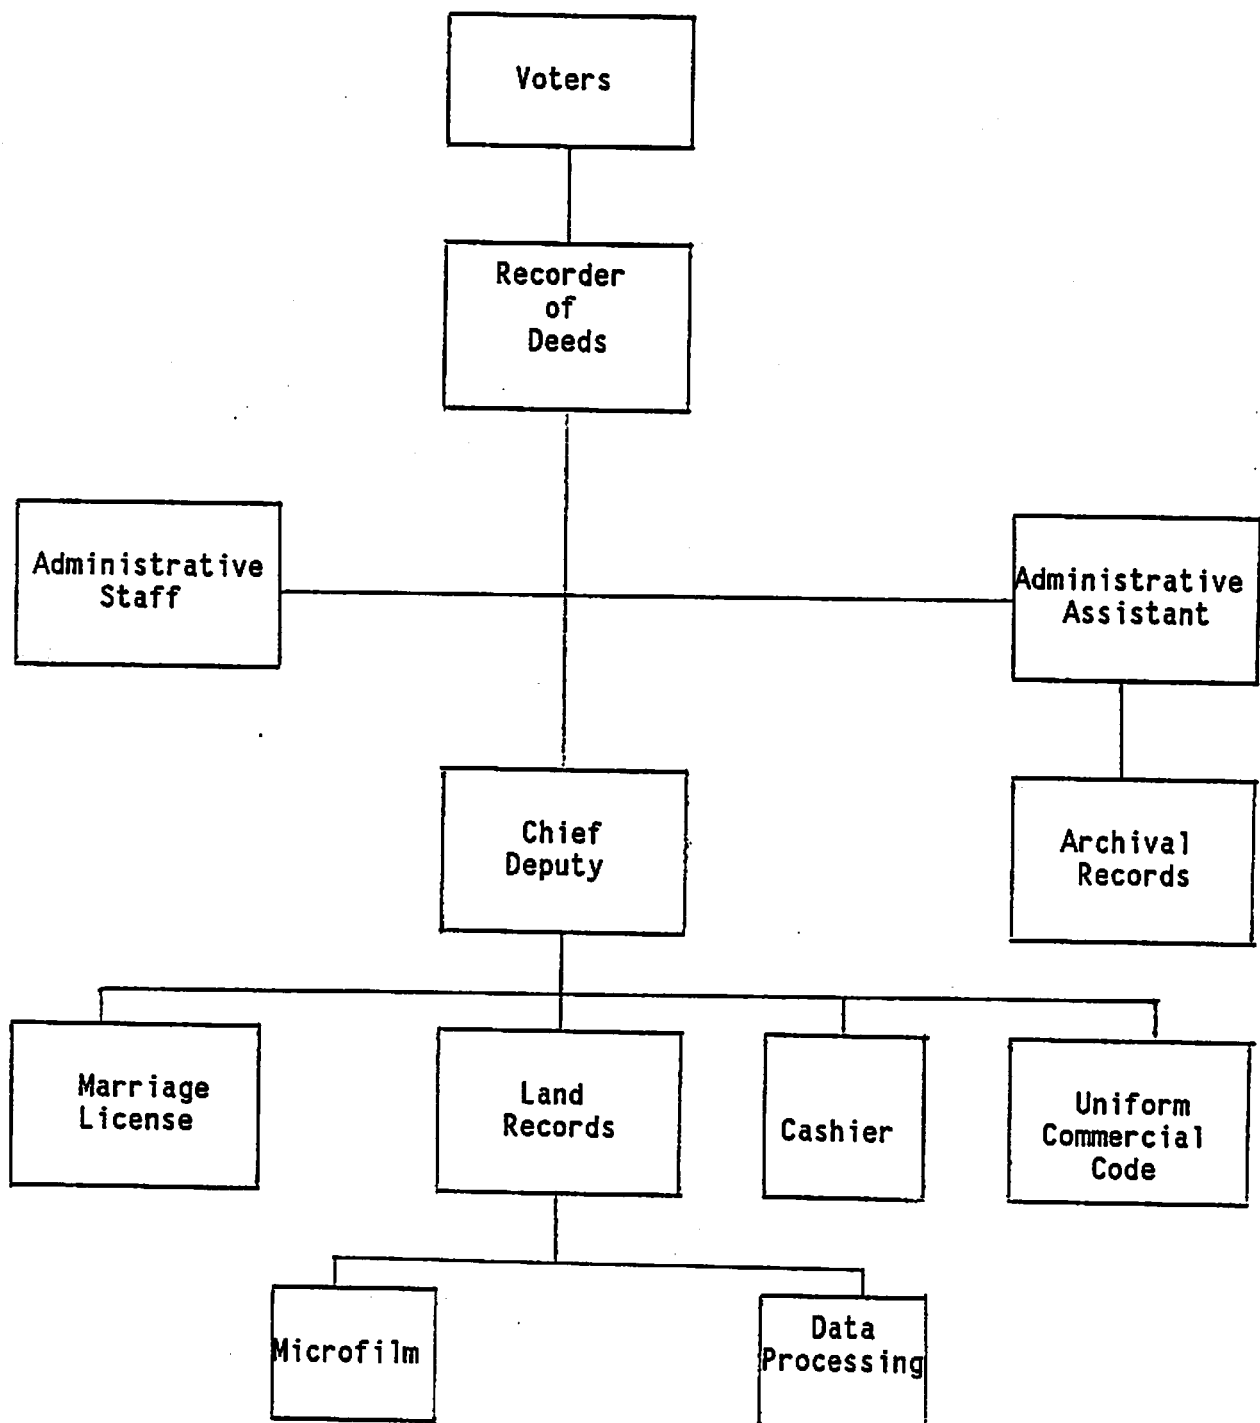 Voters
Recorder
of
Deeds
Administrative
Staff
Administrative
Assistant
Chief
Deputy
Archival
Records
Marriage
License
Land
Records
Cashier
Uniform
Commercial
Code
Microfilm
Data
Processing